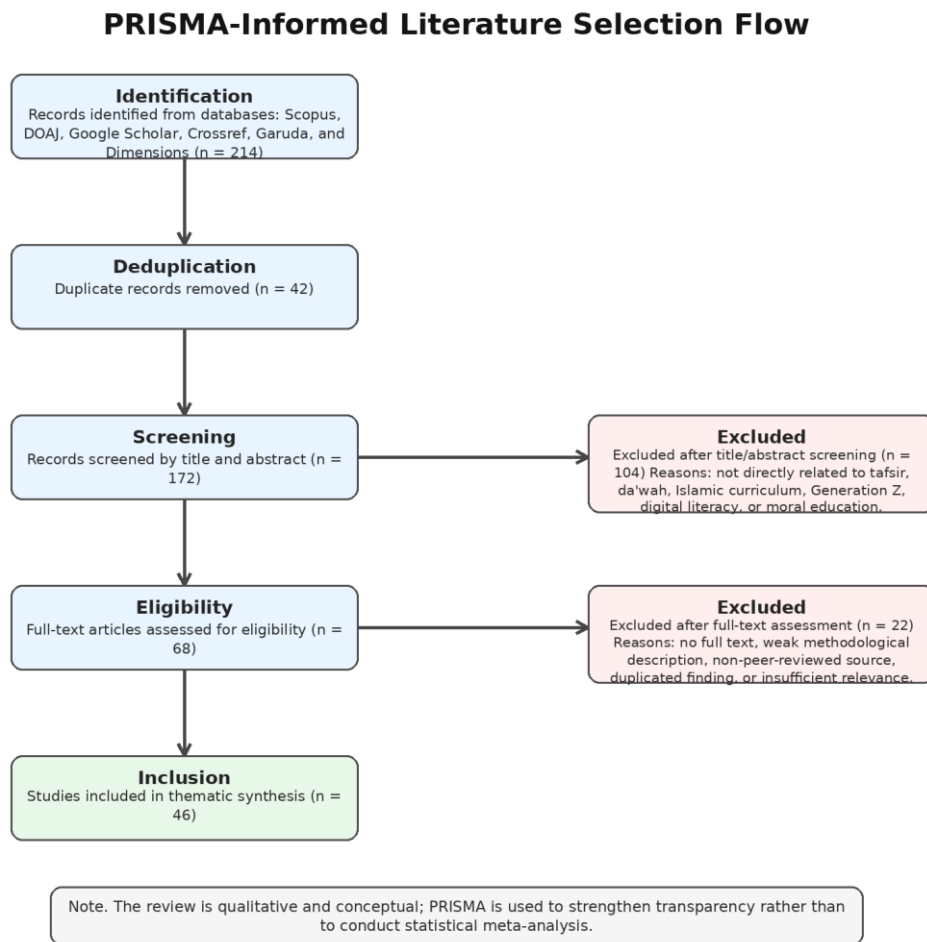 PRISMA-Informed Literature Selection Flow
Identification
Records identified from databases: Scopus,
DOAJ, Google Scholar, Crossref, Garuda, and
Dimensions (n = 214)
Deduplication
Duplicate records removed (n = 42)
Screening
Records screened by title and abstract (n =
172)
Excluded
Excluded after title/abstract screening (n =
104) Reasons: not directly related to tafsir,
da'wah, Islamic curriculum, Generation Z,
digital literacy, or moral education.
Eligibility
Full-text articles assessed for eligibility (n =
68)
Excluded
Excluded after full-text assessment (n = 22)
Reasons: no full text, weak methodological
description, non-peer-reviewed source,
duplicated finding, or insufficient relevance.
Inclusion
Studies included in thematic synthesis (n =
46)
Note. The review is qualitative and conceptual; PRISMA is used to strengthen transparency rather than
to conduct statistical meta-analysis.